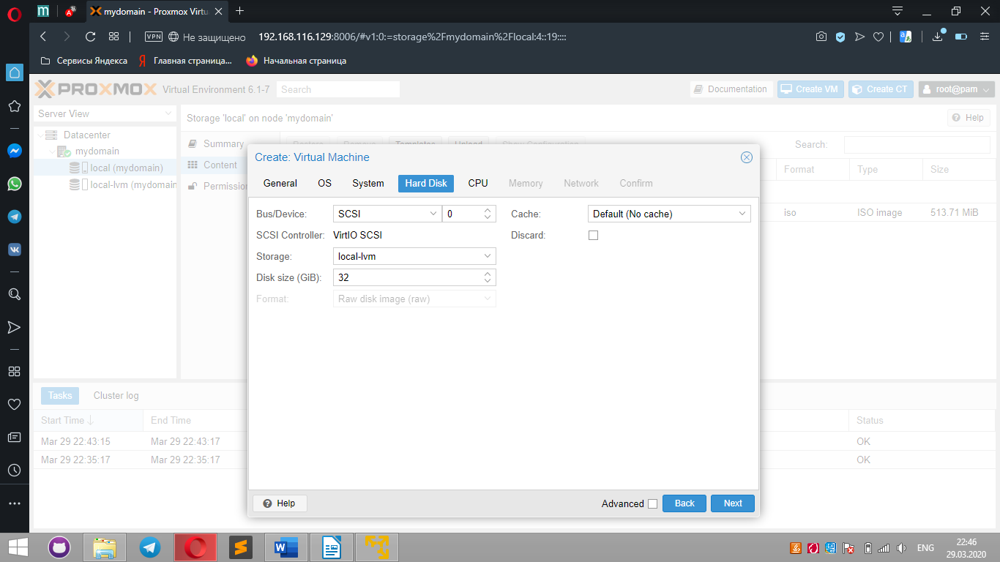 mydomain - Proxmox Virtu
VPN Не защищено 192.168.116.129:8006/#v1:0:=storage%2Fmydomain%2Flocal:4::19::::
Сервисы Яндекса Главная страница... Начальная страница
PROXMOX Virtual Environment 6.1-7 Search Documentation Create VM Create CT root@pam
Server View Storage 'local' on node 'mydomain' Help
Datacenter
mydomain
local (mydomain)
local-lvm (mydomain
Summary
Content
Permission
Restore Remove Templates Upload Show Configuration Search:
Format Type Size
iso ISO image 513.71 MiB
Create: Virtual Machine
General OS System Hard Disk CPU Memory Network Confirm
Bus/Device: SCSI 0 Cache: Default (No cache)
SCSI Controller: VirtIO SCSI Discard:
Storage: local-lvm
Disk size (GiB): 32
Format: Raw disk image (raw)
Help Advanced Back Next
Tasks Cluster log
Start Time End Time Status
Mar 29 22:43:15 Mar 29 22:43:17 OK
Mar 29 22:35:17 Mar 29 22:35:17 OK
ENG 22:46
29.03.2020